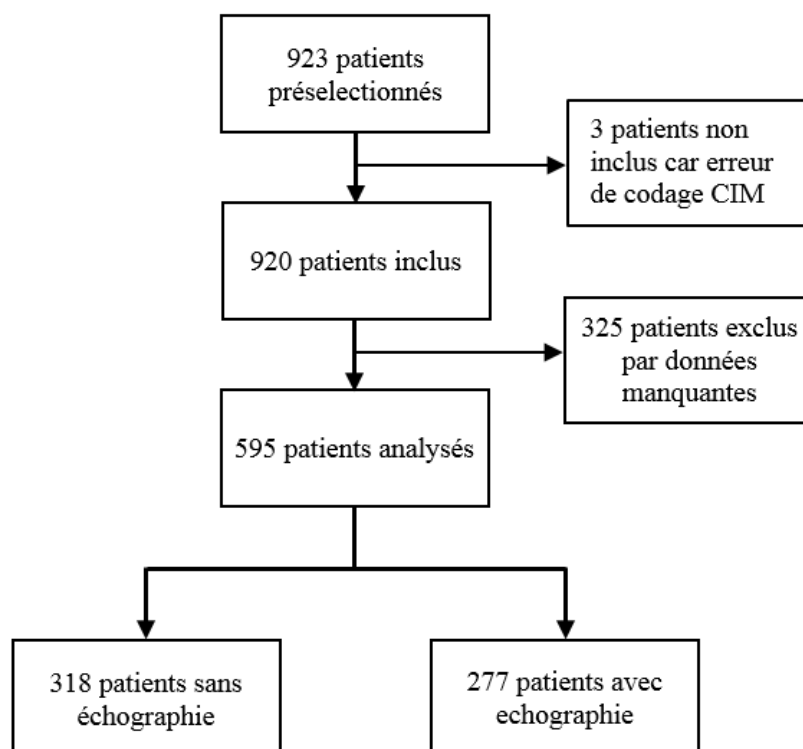 923 patients
préselectionnés
3 patients non
inclus car erreur
de codage CIM
920 patients inclus
325 patients exclus
par données
manquantes
595 patients analysés
318 patients sans
échographie
277 patients avec
echographie